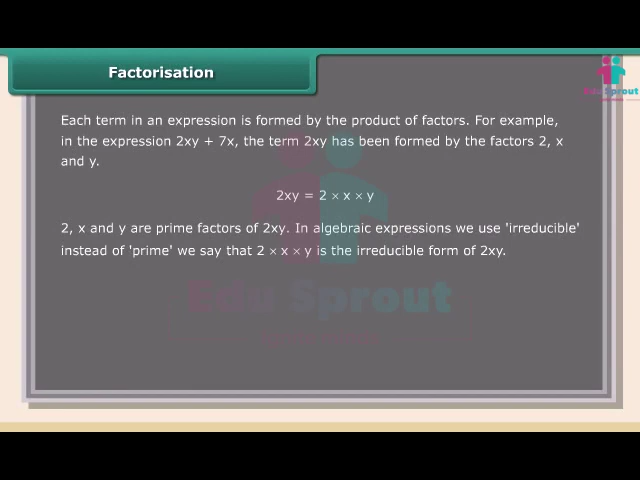 Factorisation
Edu Sprout
Each term in an expression is formed by the product of factors. For example,
in the expression 2xy + 7x, the term 2xy has been formed by the factors 2, x
and y.
2xy = 2 × x × y
2, x and y are prime factors of 2xy. In algebraic expressions we use 'irreducible'
instead of 'prime' we say that 2 × x × y is the irreducible form of 2xy.
Edu Sprout